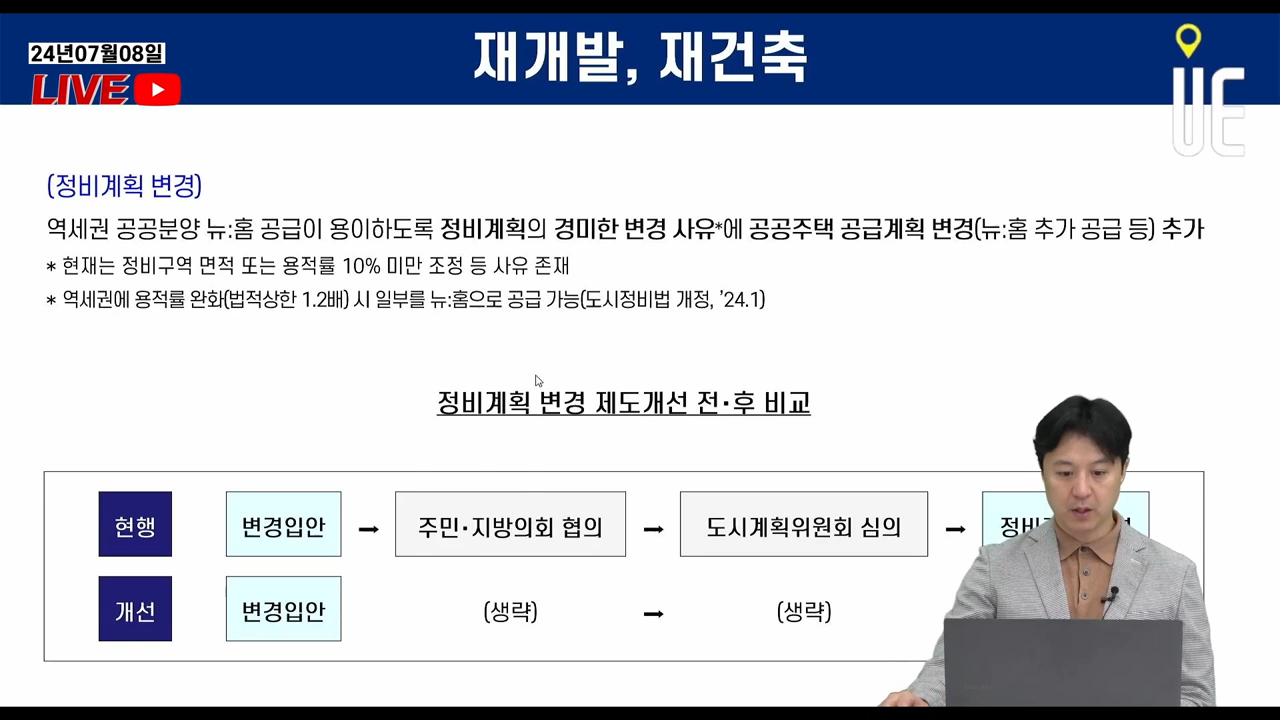 재개발, 재건축
24년07월08일
LIVE
UE
(정비계획 변경)
역세권 공공분양 뉴:홈 공급이 용이하도록 정비계획의 경미한 변경 사유*에 공공주택 공급계획 변경(뉴:홈 추가 공급 등) 추가
* 현재는 정비구역 면적 또는 용적률 10% 미만 조정 등 사유 존재
* 역세권에 용적률 완화(법적상한 1.2배) 시 일부를 뉴:홈으로 공급 가능(도시정비법 개정, ’24.1)
정비계획 변경 제도개선 전·후 비교
현행 변경입안 → 주민·지방의회 협의 → 도시계획위원회 심의 →
개선 변경입안 (생략) → (생략)